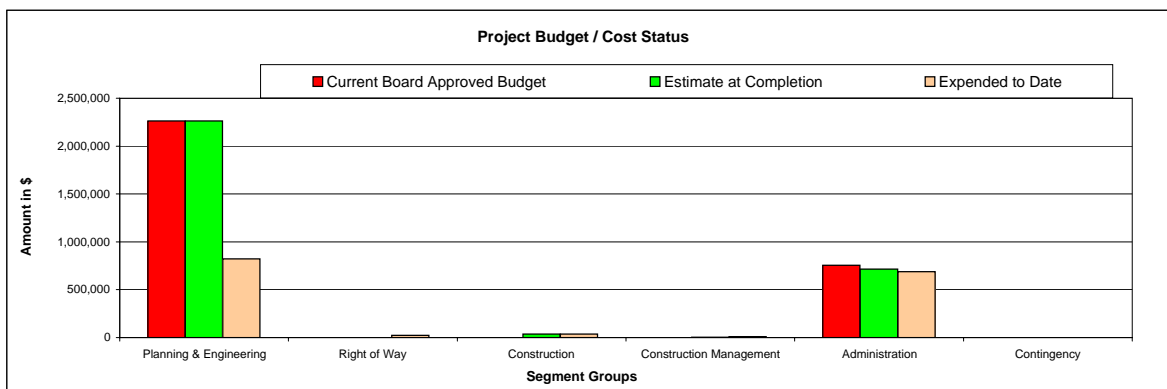 Project Budget / Cost Status
Current Board Approved Budget Estimate at Completion Expended to Date
2,500,000
2,000,000
1,500,000
1,000,000
500,000
0
Amount in $
Planning & Engineering Right of Way Construction Construction Management Administration Contingency
Segment Groups